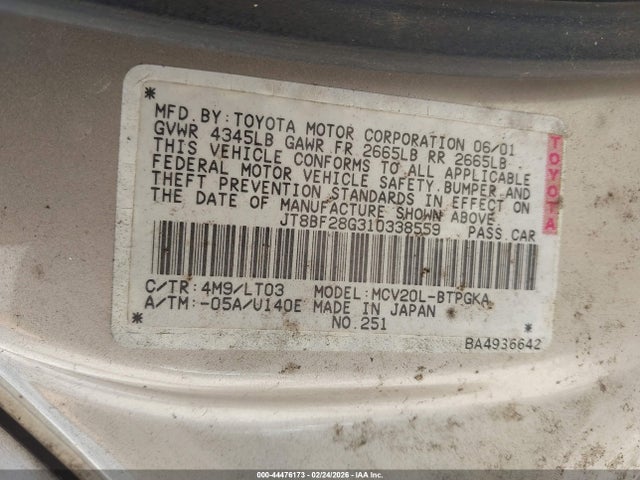 *
MFD.BY:TOYOTA MOTOR CORPORATION 06/01
GVWR 4345LB GAWR FR 2665LB RR 2665LB
THIS VEHICLE CONFORMS TO ALL APPLICABLE
FEDERAL MOTOR VEHICLE SAFETY,BUMPER,AND
THEFT PREVENTION STANDARDS IN EFFECT ON
THE DATE OF MANUFACTURE SHOWN ABOVE.
JT8BF28G310338559 PASS.CAR
TOYOTA
C/TR:4M9/LT03 MODEL:MCV20L-BTPGKA
A/TM:-05A/U140E MADE IN JAPAN
NO.251
*
*
BA4936642
000-44476173 - 02/24/2026 - IAA Inc.